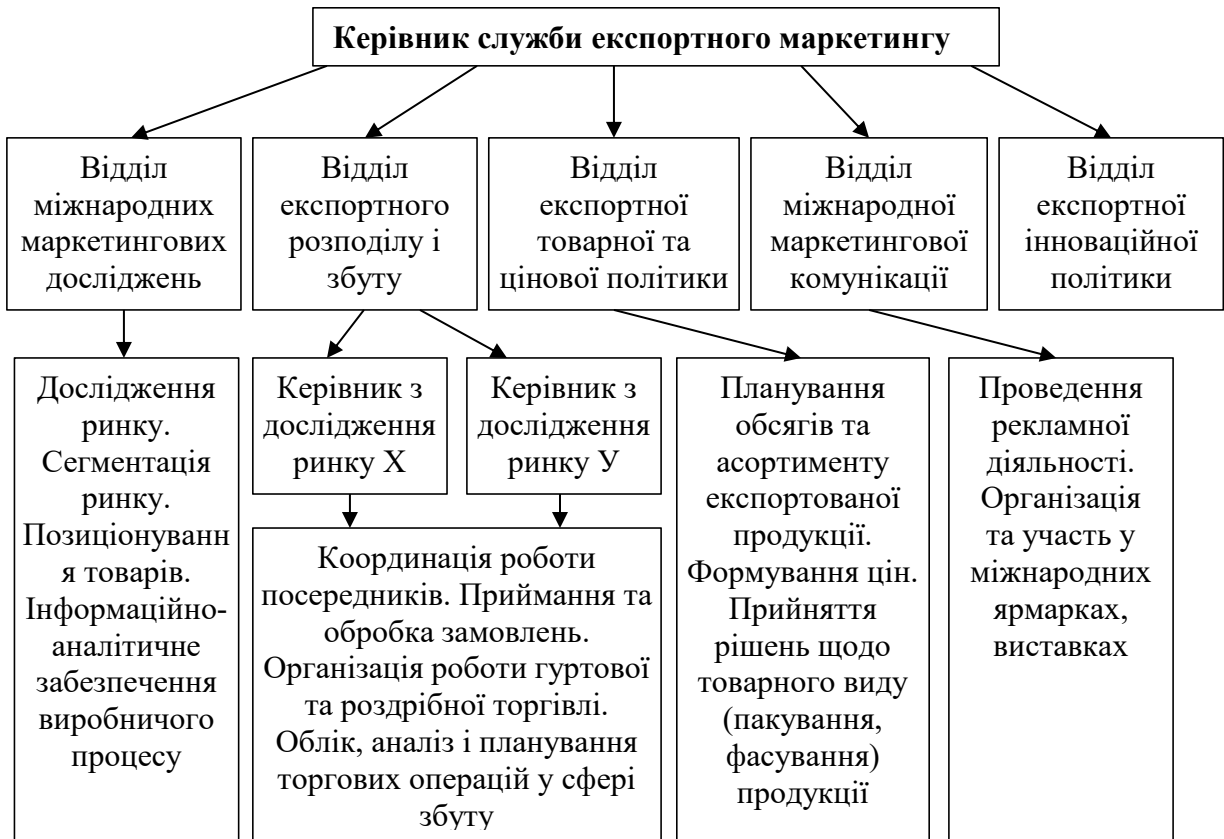 Керівник служби експортного маркетингу
Відділ
міжнародних
маркетингових
досліджень
Відділ
експортного
розподілу і
збуту
Відділ
експортної
товарної та
цінової політики
Відділ
міжнародної
маркетингової
комунікації
Відділ
експортної
інноваційної
політики
Дослідження
ринку.
Сегментація
ринку.
Позиціонуванн
я товарів.
Інформаційно-
аналітичне
забезпечення
виробничого
процесу
Керівник з
дослідження
ринку Х
Керівник з
дослідження
ринку У
Координація роботи
посередників. Приймання та
обробка замовлень.
Організація роботи гуртової
та роздрібної торгівлі.
Облік, аналіз і планування
торгових операцій у сфері
збуту
Планування
обсягів та
асортименту
експортованої
продукції.
Формування цін.
Прийняття
рішень щодо
товарного виду
(пакування,
фасування)
продукції
Проведення
рекламної
діяльності.
Організація
та участь у
міжнародних
ярмарках,
виставках